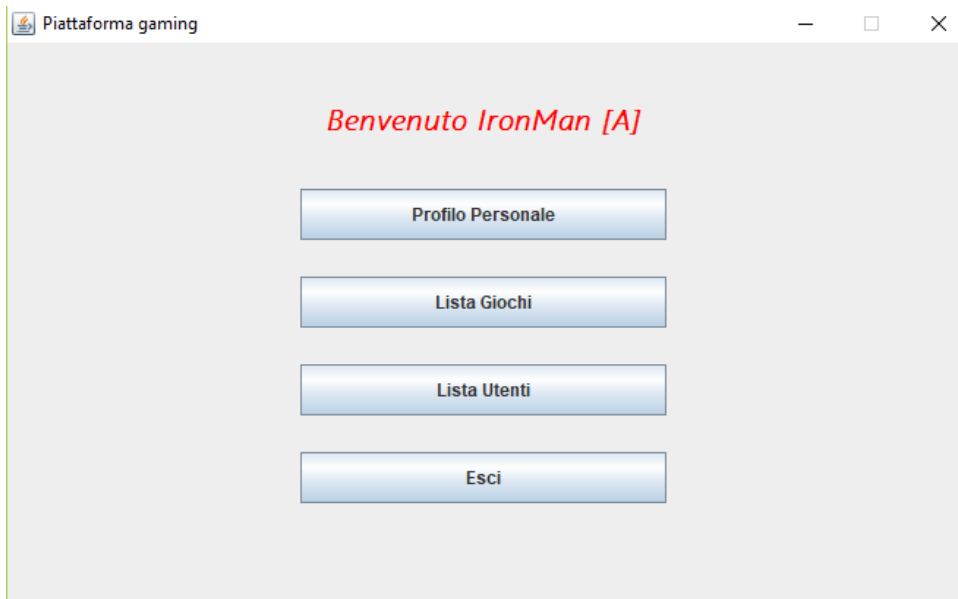 Piattaforma gaming
Benvenuto IronMan [A]
Profilo Personale
Lista Giochi
Lista Utenti
Esci